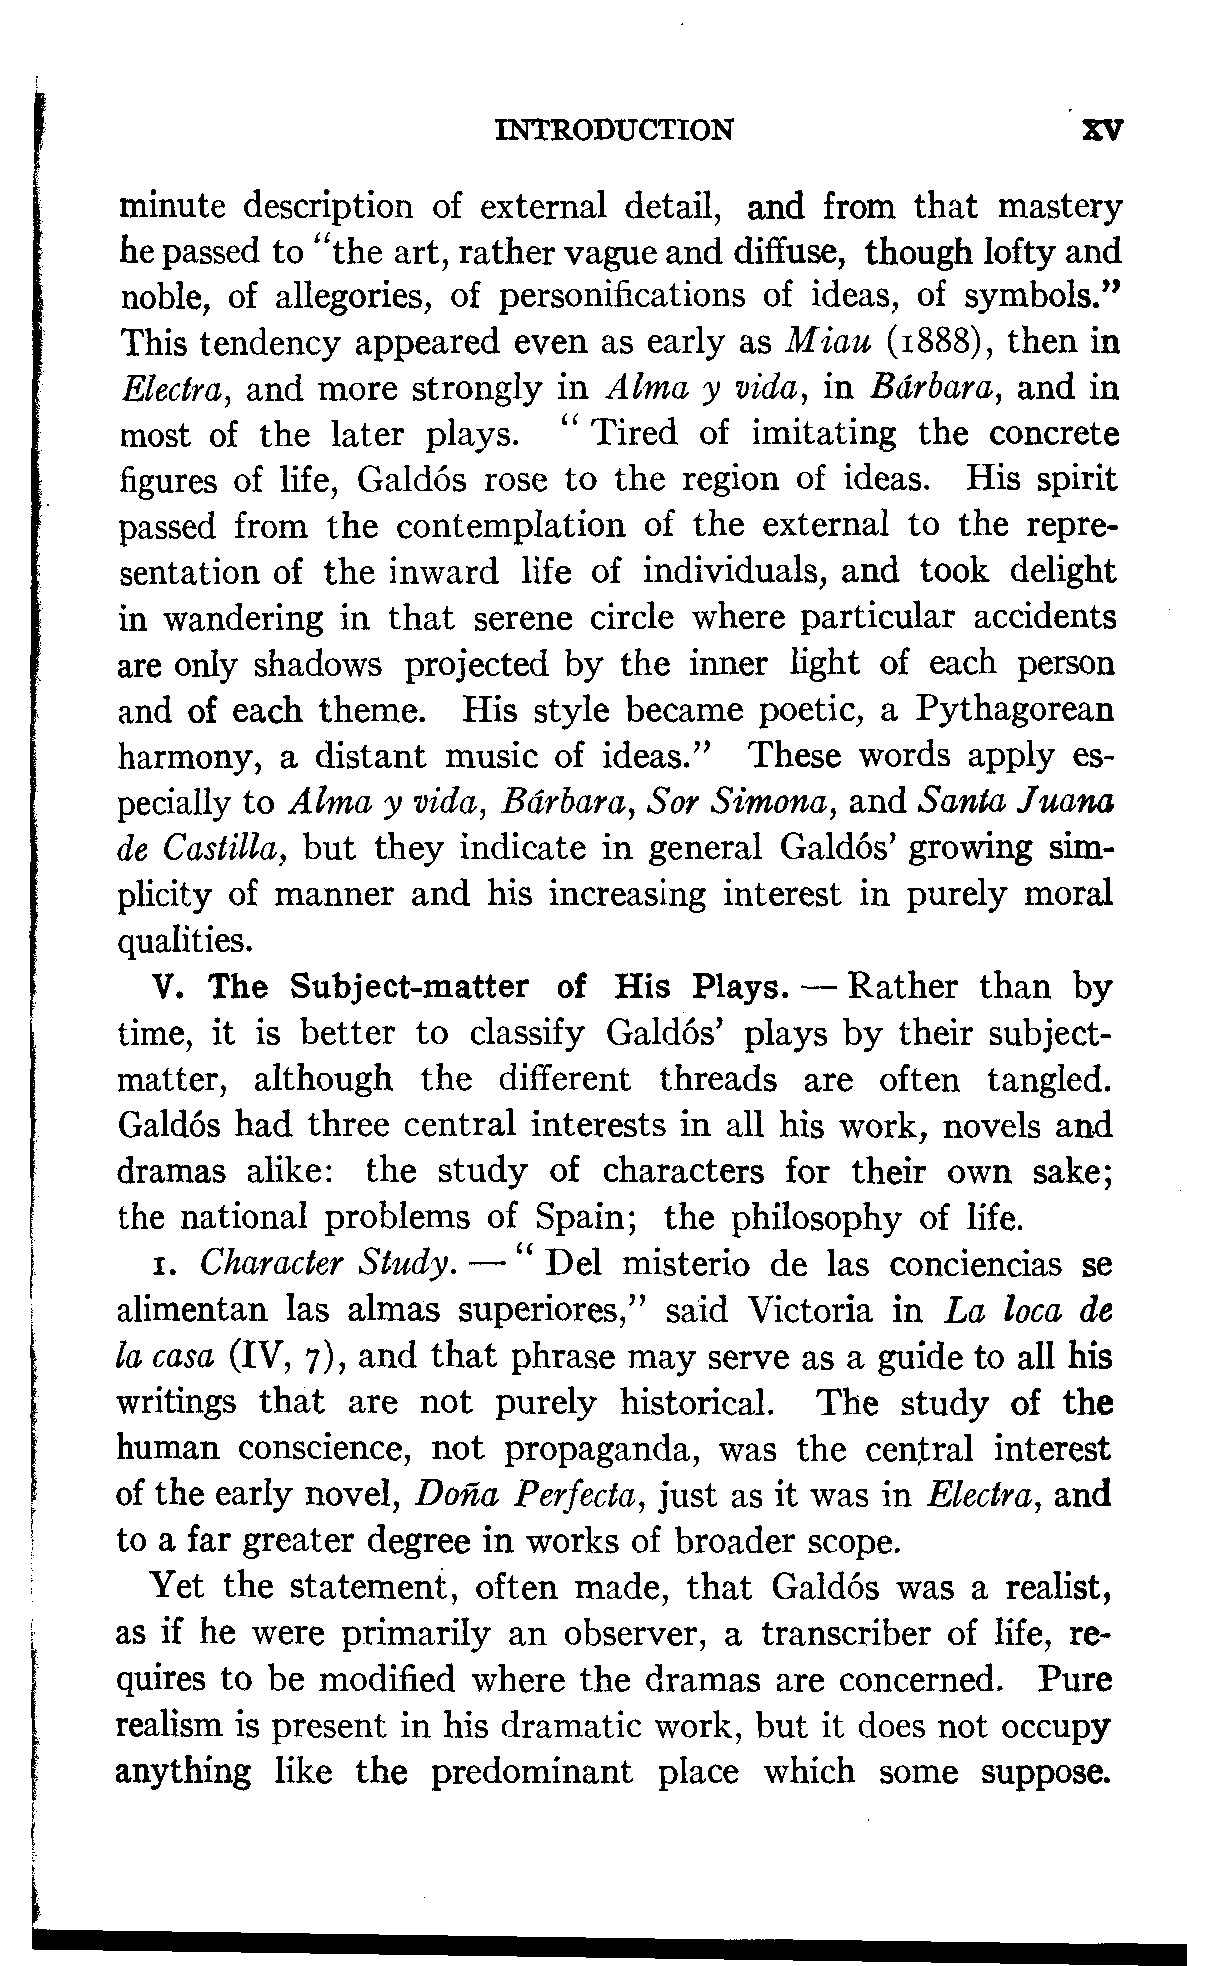 INTRODUCTION XV
minute description of external detail, and from that mastery
he passed to "the art, rather vague and diffuse, though lofty and
noble, of allegories, of personifications of ideas, of symbols."
This tendency appeared even as early as Miau (1888), then in
Electra, and more strongly in Alma y vida, in Bárbara, and in
most of the later plays. "Tired of imitating the concrete
figures of life, Galdós rose to the region of ideas. His spirit
passed from the contemplation of the external to the repre-
sentation of the inward life of individuals, and took delight
in wandering in that serene circle where particular accidents
are only shadows projected by the inner light of each person
and of each theme. His style became poetic, a Pythagorean
harmony, a distant music of ideas." These words apply es-
pecially to Alma y vida, Bárbara, Sor Simona, and Santa Juana
de Castilla, but they indicate in general Galdós' growing sim-
plicity of manner and his increasing interest in purely moral
qualities.
V. The Subject-matter of His Plays. — Rather than by
time, it is better to classify Galdós' plays by their subject-
matter, although the different threads are often tangled.
Galdós had three central interests in all his work, novels and
dramas alike: the study of characters for their own sake;
the national problems of Spain; the philosophy of life.
1. Character Study. — "Del misterio de las conciencias se
alimentan las almas superiores," said Victoria in La loca de
la casa (IV, 7), and that phrase may serve as a guide to all his
writings that are not purely historical. The study of the
human conscience, not propaganda, was the central interest
of the early novel, Doña Perfecta, just as it was in Electra, and
to a far greater degree in works of broader scope.
Yet the statement, often made, that Galdós was a realist,
as if he were primarily an observer, a transcriber of life, re-
quires to be modified where the dramas are concerned. Pure
realism is present in his dramatic work, but it does not occupy
anything like the predominant place which some suppose.